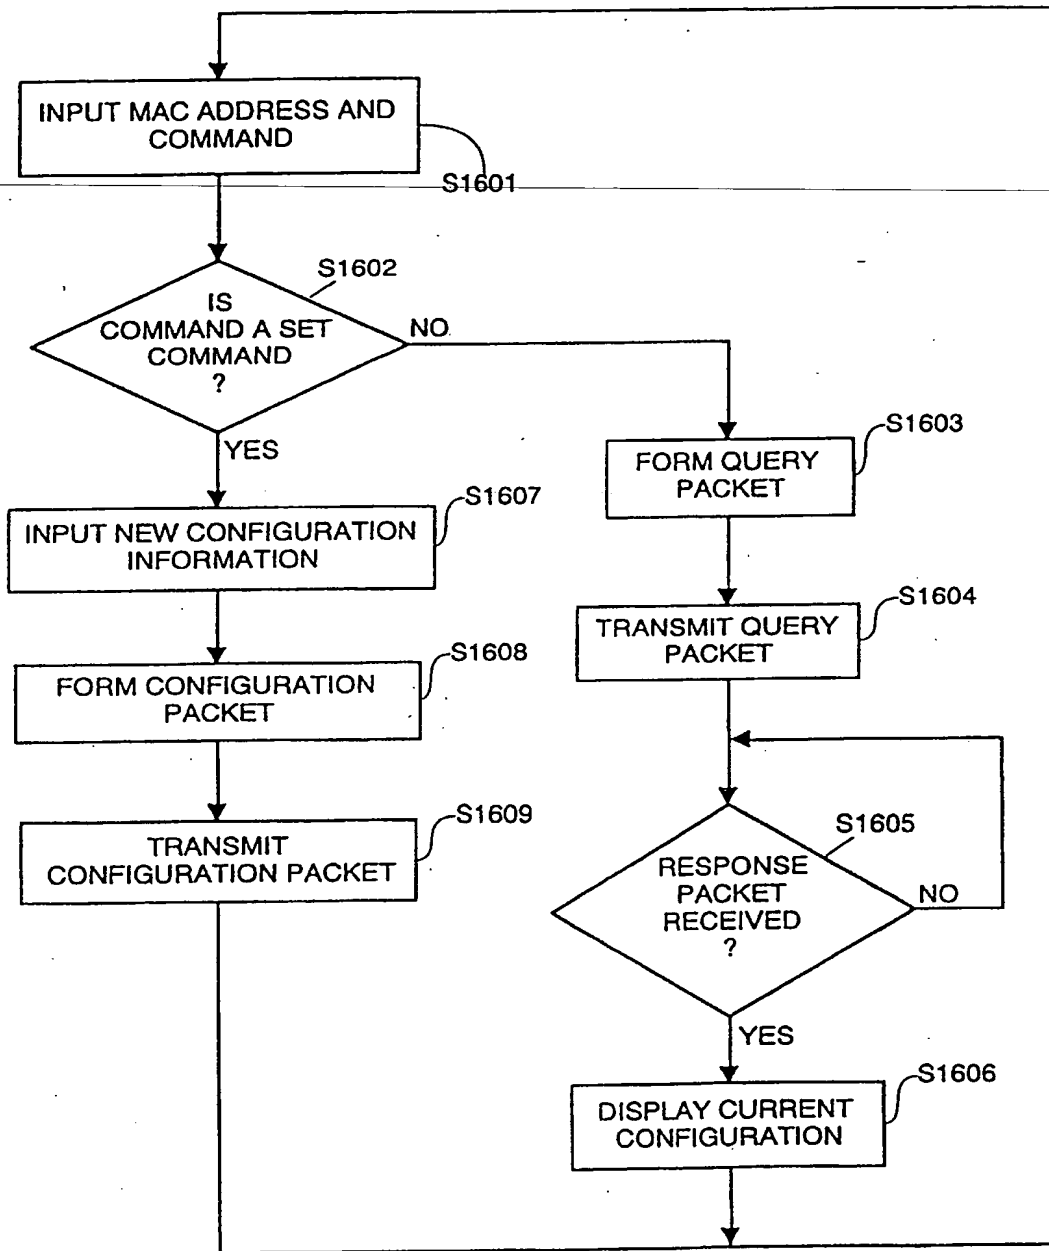 INPUT MAC ADDRESS AND
COMMAND
S1601
S1602
IS
COMMAND A SET
COMMAND
?
NO
YES
S1603
FORM QUERY
PACKET
S1607
INPUT NEW CONFIGURATION
INFORMATION
S1604
TRANSMIT QUERY
PACKET
S1608
FORM CONFIGURATION
PACKET
S1609
TRANSMIT
CONFIGURATION PACKET
S1605
RESPONSE
PACKET
RECEIVED
?
NO
YES
S1606
DISPLAY CURRENT
CONFIGURATION